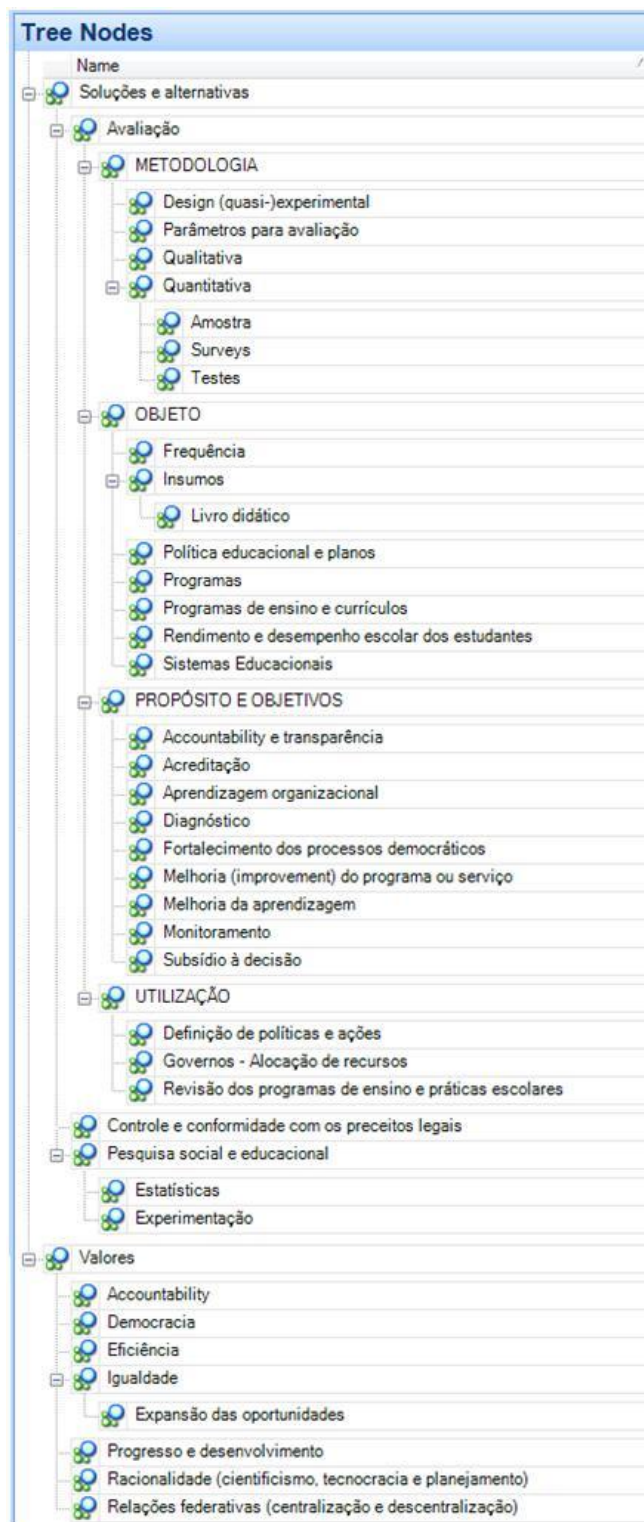 Tree Nodes
Name
Soluções e alternativas
Avaliação
METODOLOGIA
Design (quasi-)experimental
Parâmetros para avaliação
Qualitativa
Quantitativa
Amostra
Surveys
Testes
OBJETO
Frequência
Insumos
Livro didático
Política educacional e planos
Programas
Programas de ensino e currículos
Rendimento e desempenho escolar dos estudantes
Sistemas Educacionais
PROPÓSITO E OBJETIVOS
Accountability e transparência
Acreditação
Aprendizagem organizacional
Diagnóstico
Fortalecimento dos processos democráticos
Melhoria (improvement) do programa ou serviço
Melhoria da aprendizagem
Monitoramento
Subsídio à decisão
UTILIZAÇÃO
Definição de políticas e ações
Governos - Alocação de recursos
Revisão dos programas de ensino e práticas escolares
Controle e conformidade com os preceitos legais
Pesquisa social e educacional
Estatísticas
Experimentação
Valores
Accountability
Democracia
Eficiência
Igualdade
Expansão das oportunidades
Progresso e desenvolvimento
Racionalidade (cientificismo, tecnocracia e planejamento)
Relações federativas (centralização e descentralização)